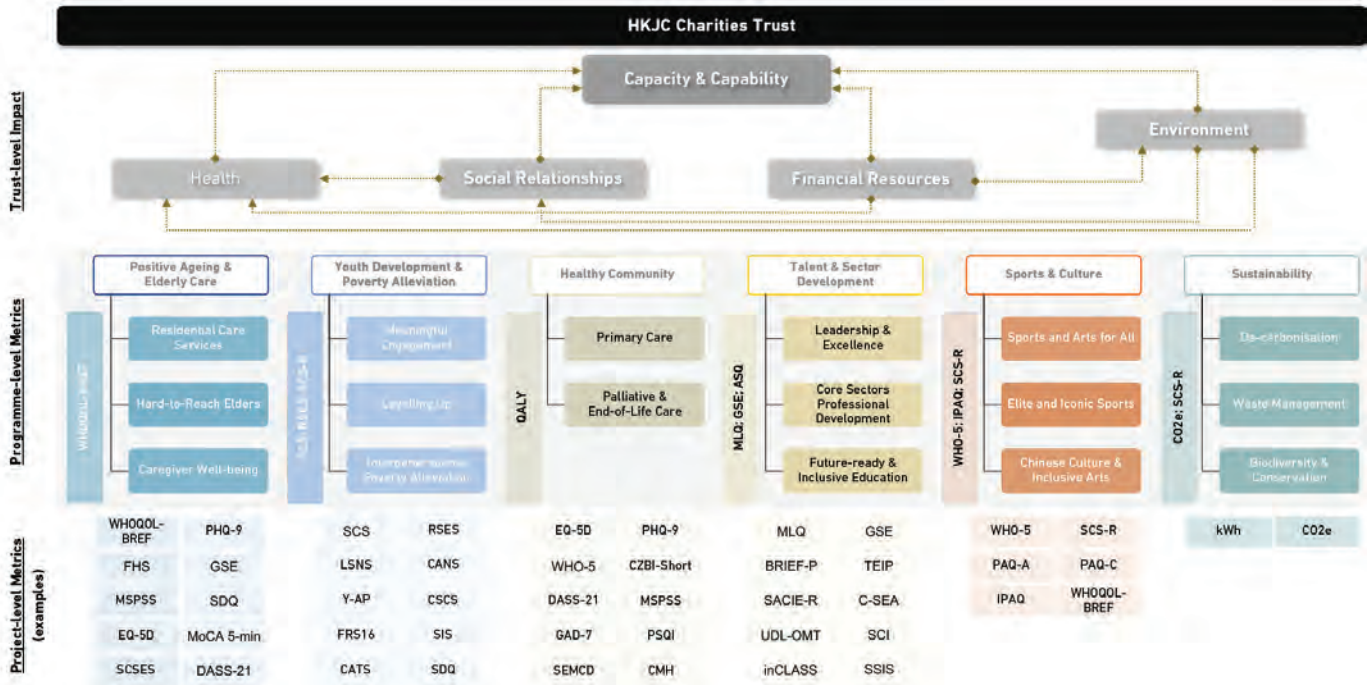 HKJC Charities Trust
Trust-level Impact
Capacity & Capability
Environment
Health
Social Relationships
Financial Resources
Programme-level Metrics
Positive Ageing &
Elderly Care
WHOQOL-BREF
Residential Care
Services
Hard-to-Reach Elders
Caregiver Well-being
Youth Development &
Poverty Alleviation
SCS-R
Meaningful
Engagement
Levelling Up
Intergenerational
Poverty Alleviation
Healthy Community
QALY
Primary Care
Palliative &
End-of-Life Care
Talent & Sector
Development
MLQ; GSE; ASQ
Leadership &
Excellence
Core Sectors
Professional
Development
Future-ready &
Inclusive Education
Sports & Culture
WHO-5; IPAQ; SCS-R
Sports and Arts for All
Elite and Iconic Sports
Chinese Culture &
Inclusive Arts
Sustainability
CO2e; SCS-R
De-carbonisation
Waste Management
Biodiversity &
Conservation
Project-level Metrics
(examples)
WHOQOL-
BREF
PHQ-9
FHS
GSE
MSPSS
SDQ
EQ-5D
MoCA 5-min
SCSES
DASS-21
SCS
RSES
LSNS
CANS
Y-AP
CSCS
FRS16
SIS
CATS
SDQ
EQ-5D
PHQ-9
WHO-5
CZBI-Short
DASS-21
MSPSS
GAD-7
PSQI
SEMCD
CMH
MLQ
GSE
BRIEF-P
TEIP
SACIE-R
C-SEA
UDL-OMT
SCI
inCLASS
SSIS
WHO-5
SCS-R
PAQ-A
PAQ-C
IPAQ
WHOQOL-
BREF
kWh
CO2e